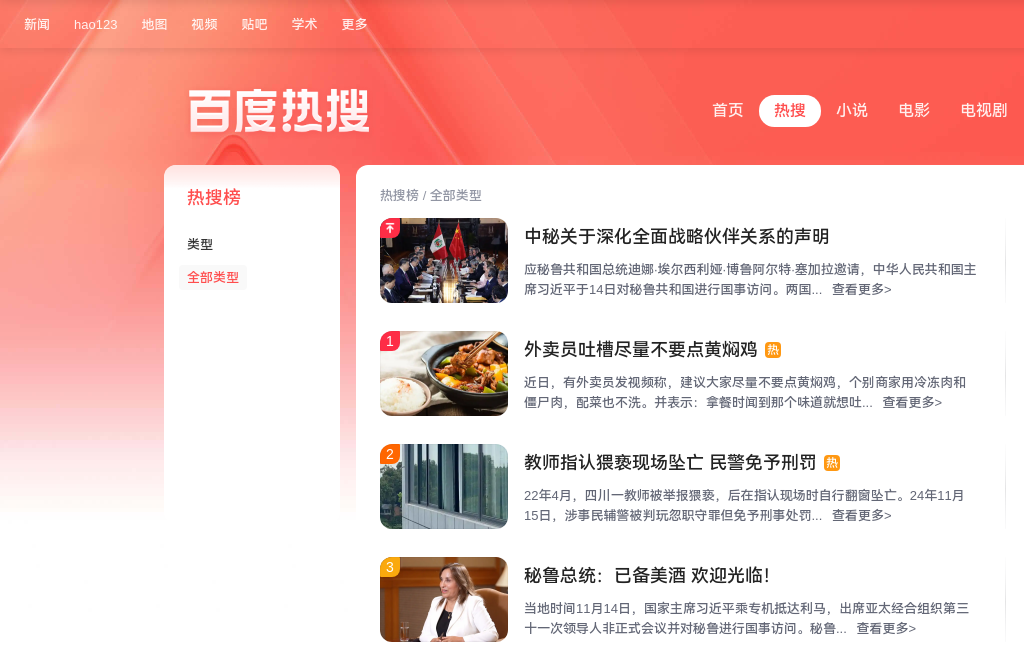 新闻 hao123 地图 视频 贴吧 学术 更多
百度热搜
首页 热搜 小说 电影 电视剧
热搜榜
类型
全部类型
热搜榜 / 全部类型
中秘关于深化全面战略伙伴关系的声明
应秘鲁共和国总统迪娜·埃尔西利娅·博鲁阿尔特·塞加拉邀请，中华人民共和国主
席习近平于14日对秘鲁共和国进行国事访问。两国... 查看更多>
1
外卖员吐槽尽量不要点黄焖鸡 热
近日，有外卖员发视频称，建议大家尽量不要点黄焖鸡，个别商家用冷冻肉和
僵尸肉，配菜也不洗。并表示：拿餐时闻到那个味道就想吐... 查看更多>
2
教师指认猥亵现场坠亡 民警免予刑罚 热
22年4月，四川一教师被举报猥亵，后在指认现场时自行翻窗坠亡。24年11月
15日，涉事民辅警被判玩忽职守罪但免予刑事处罚... 查看更多>
3
秘鲁总统：已备美酒 欢迎光临！
当地时间11月14日，国家主席习近平乘专机抵达利马，出席亚太经合组织第三
十一次领导人非正式会议并对秘鲁进行国事访问。秘鲁... 查看更多>